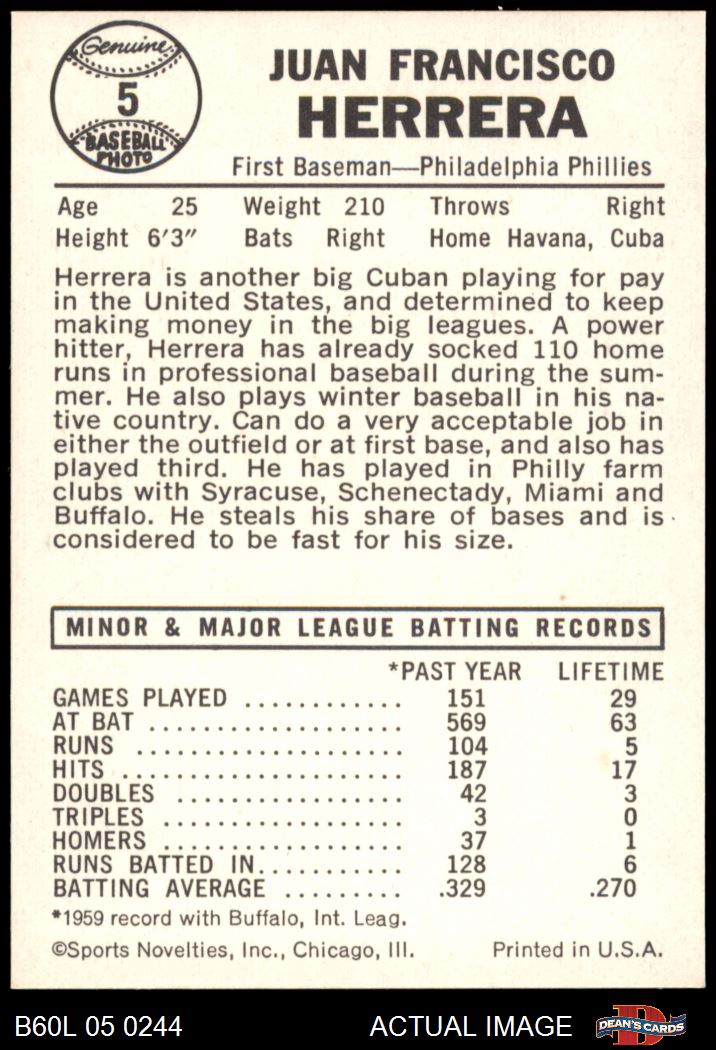 Genuine
5
BASEBALL
PHOTO
JUAN FRANCISCO
HERRERA
First Baseman—Philadelphia Phillies
Age 25 Weight 210 Throws Right
Height 6'3" Bats Right Home Havana, Cuba
Herrera is another big Cuban playing for pay
in the United States, and determined to keep
making money in the big leagues. A power
hitter, Herrera has already socked 110 home
runs in professional baseball during the sum-
mer. He also plays winter baseball in his na-
tive country. Can do a very acceptable job in
either the outfield or at first base, and also has
played third. He has played in Philly farm
clubs with Syracuse, Schenectady, Miami and
Buffalo. He steals his share of bases and is
considered to be fast for his size.
MINOR & MAJOR LEAGUE BATTING RECORDS
*PAST YEAR LIFETIME
GAMES PLAYED ............ 151 29
AT BAT .................... 569 63
RUNS ..................... 104 5
HITS ...................... 187 17
DOUBLES ................. 42 3
TRIPLES .................. 3 0
HOMERS .................. 37 1
RUNS BATTED IN........... 128 6
BATTING AVERAGE ......... .329 .270
*1959 record with Buffalo, Int. Leag.
©Sports Novelties, Inc., Chicago, Ill. Printed in U.S.A.
B60L 05 0244 ACTUAL IMAGE D DEAN'S CARDS